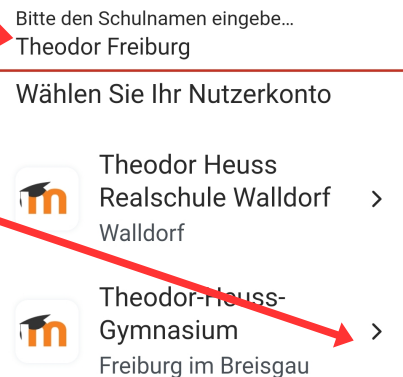 Bitte den Schulnamen eingebe...
Theodor Freiburg
Wählen Sie Ihr Nutzerkonto
Theodor Heuss
Realschule Walldorf
Walldorf
Theodor-Heuss-
Gymnasium
Freiburg im Breisgau